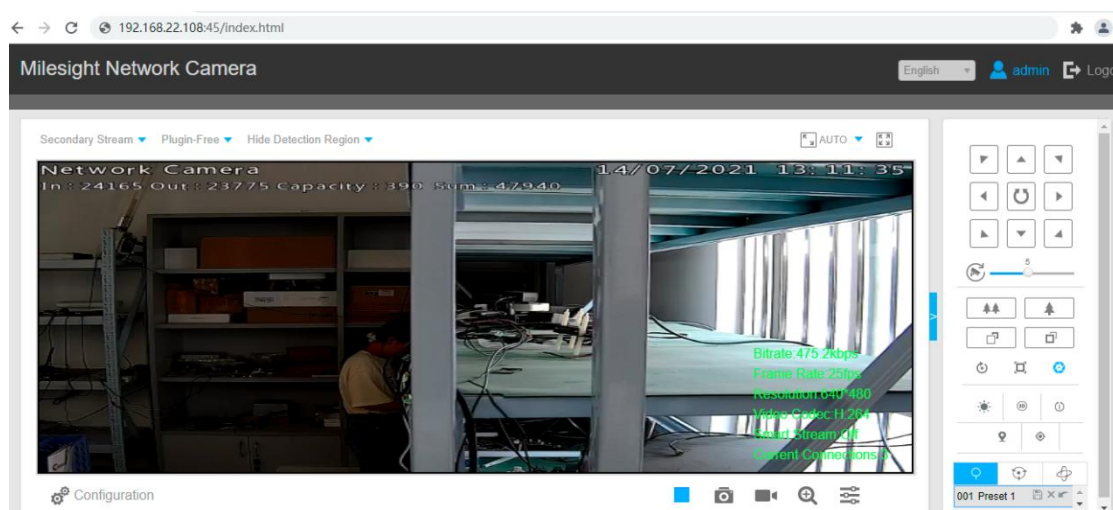 192.168.22.108:45/index.html
Milesight Network Camera
English
admin
Logo
Secondary Stream
Plugin-Free
Hide Detection Region
AUTO
Network Camera
14/07/2021 13:11:35
In : 24165 Out : 23775 Capacity : 390 Sum : 47940
5
Bitrate:475.2kbps
Frame Rate:25fps
Resolution:640*480
Video Codec:H.264
Smart Stream:Off
Current Connections:3
3D
Configuration
001 Preset 1